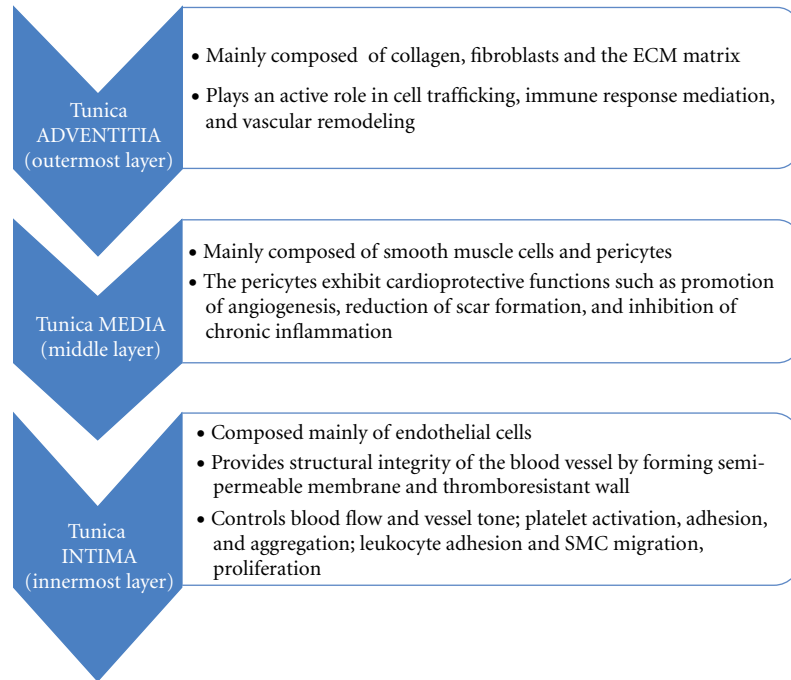 Tunica
ADVENTITIA
(outermost layer)
• Mainly composed of collagen, fibroblasts and the ECM matrix
• Plays an active role in cell trafficking, immune response mediation,
and vascular remodeling
Tunica MEDIA
(middle layer)
• Mainly composed of smooth muscle cells and pericytes
• The pericytes exhibit cardioprotective functions such as promotion
of angiogenesis, reduction of scar formation, and inhibition of
chronic inflammation
Tunica
INTIMA
(innermost layer)
• Composed mainly of endothelial cells
• Provides structural integrity of the blood vessel by forming semi-
permeable membrane and thromboresistant wall
• Controls blood flow and vessel tone; platelet activation, adhesion,
and aggregation; leukocyte adhesion and SMC migration,
proliferation